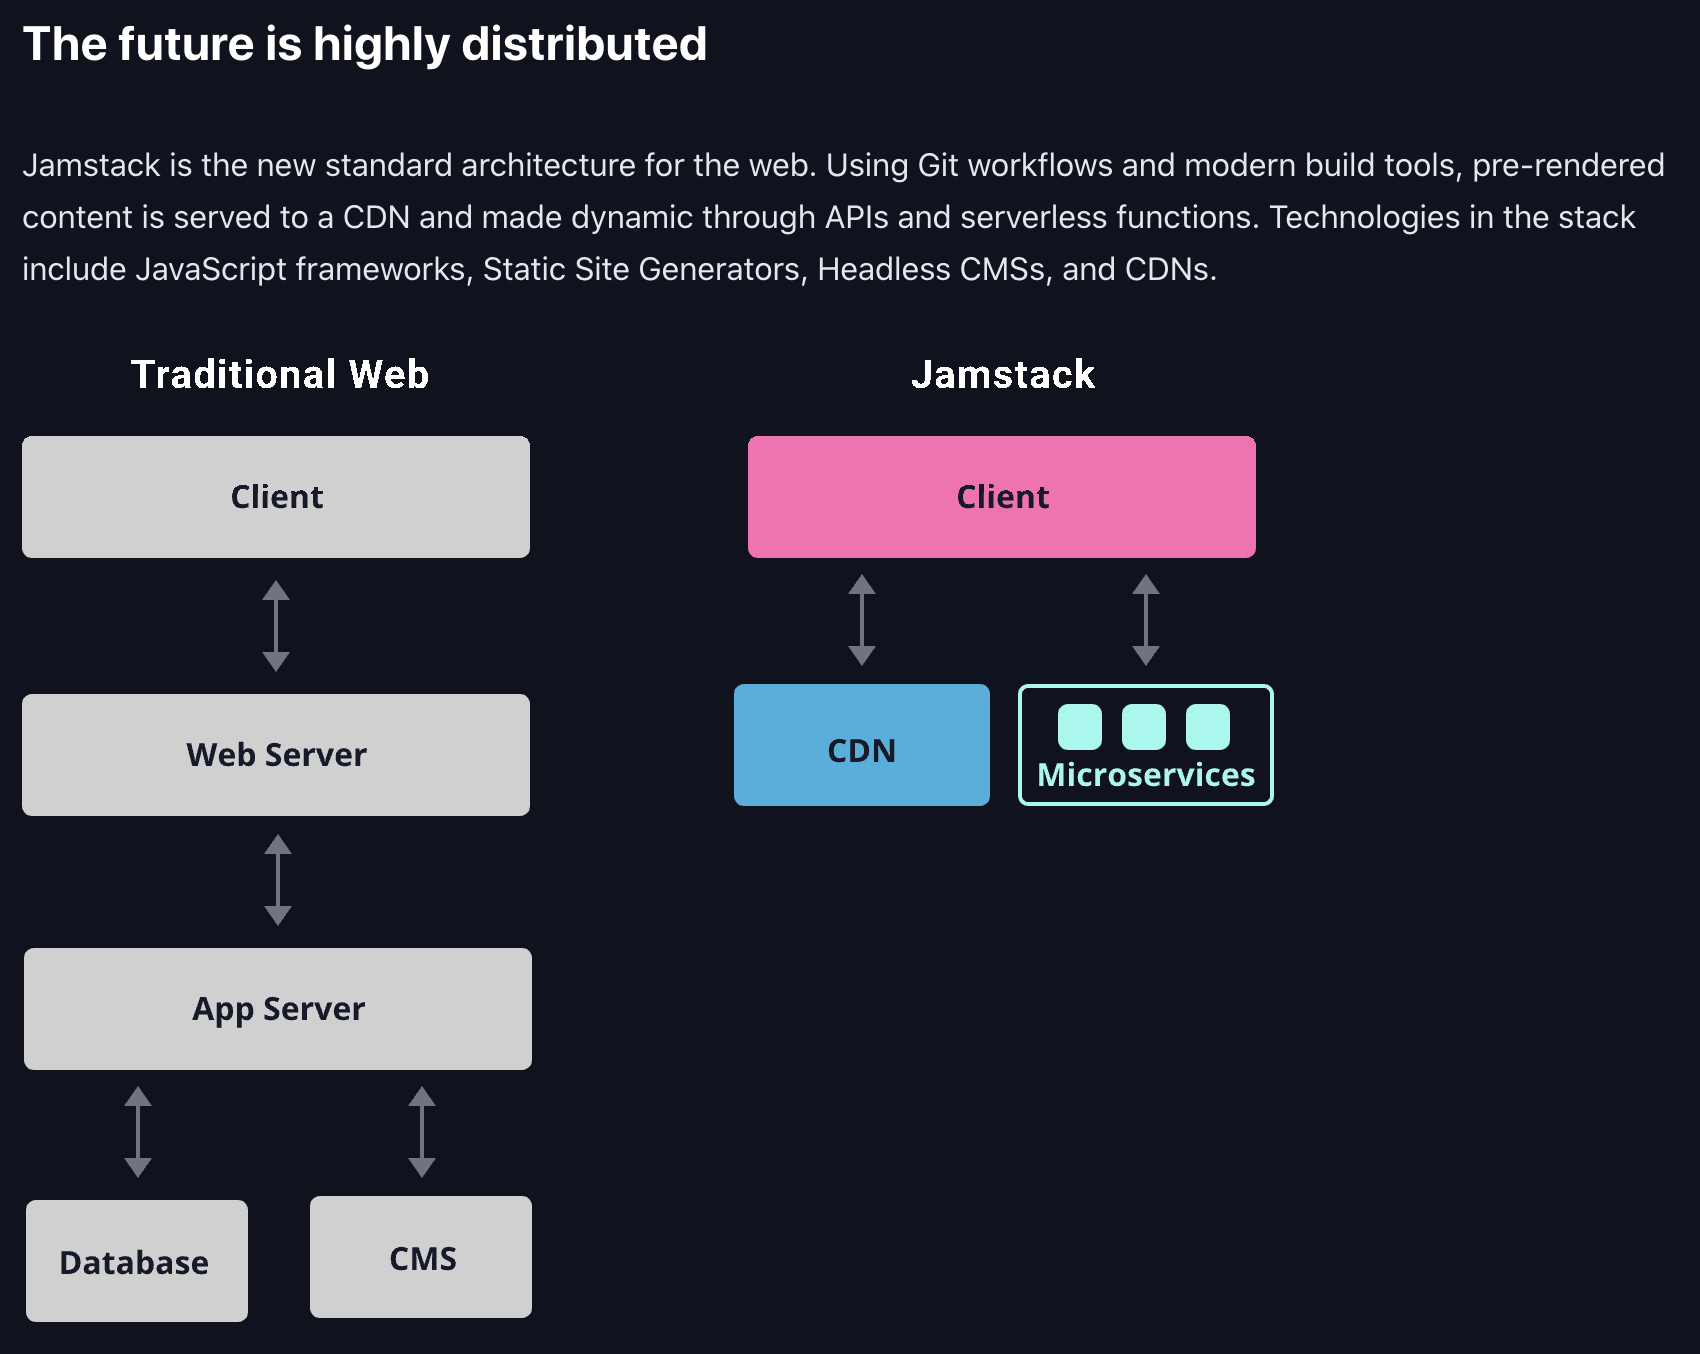 The future is highly distributed
Jamstack is the new standard architecture for the web. Using Git workflows and modern build tools, pre-rendered
content is served to a CDN and made dynamic through APIs and serverless functions. Technologies in the stack
include JavaScript frameworks, Static Site Generators, Headless CMSs, and CDNs.
Traditional Web
Client
Web Server
App Server
Database
CMS
Jamstack
Client
CDN
Microservices